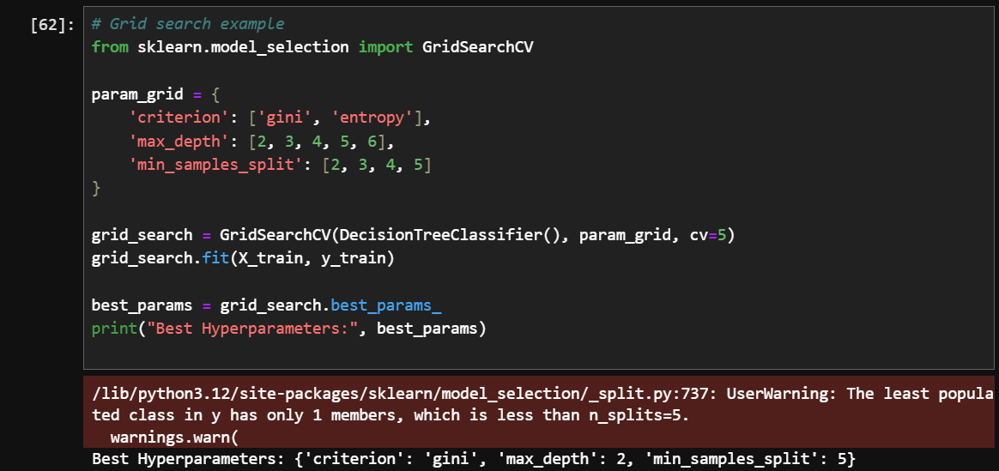 [62]: # Grid search example
from sklearn.model_selection import GridSearchCV
param_grid = {
    'criterion': ['gini', 'entropy'],
    'max_depth': [2, 3, 4, 5, 6],
    'min_samples_split': [2, 3, 4, 5]
}
grid_search = GridSearchCV(DecisionTreeClassifier(), param_grid, cv=5)
grid_search.fit(X_train, y_train)
best_params = grid_search.best_params_
print("Best Hyperparameters:", best_params)
/lib/python3.12/site-packages/sklearn/model_selection/_split.py:737: UserWarning: The least popula
ted class in y has only 1 members, which is less than n_splits=5.
  warnings.warn(
Best Hyperparameters: {'criterion': 'gini', 'max_depth': 2, 'min_samples_split': 5}